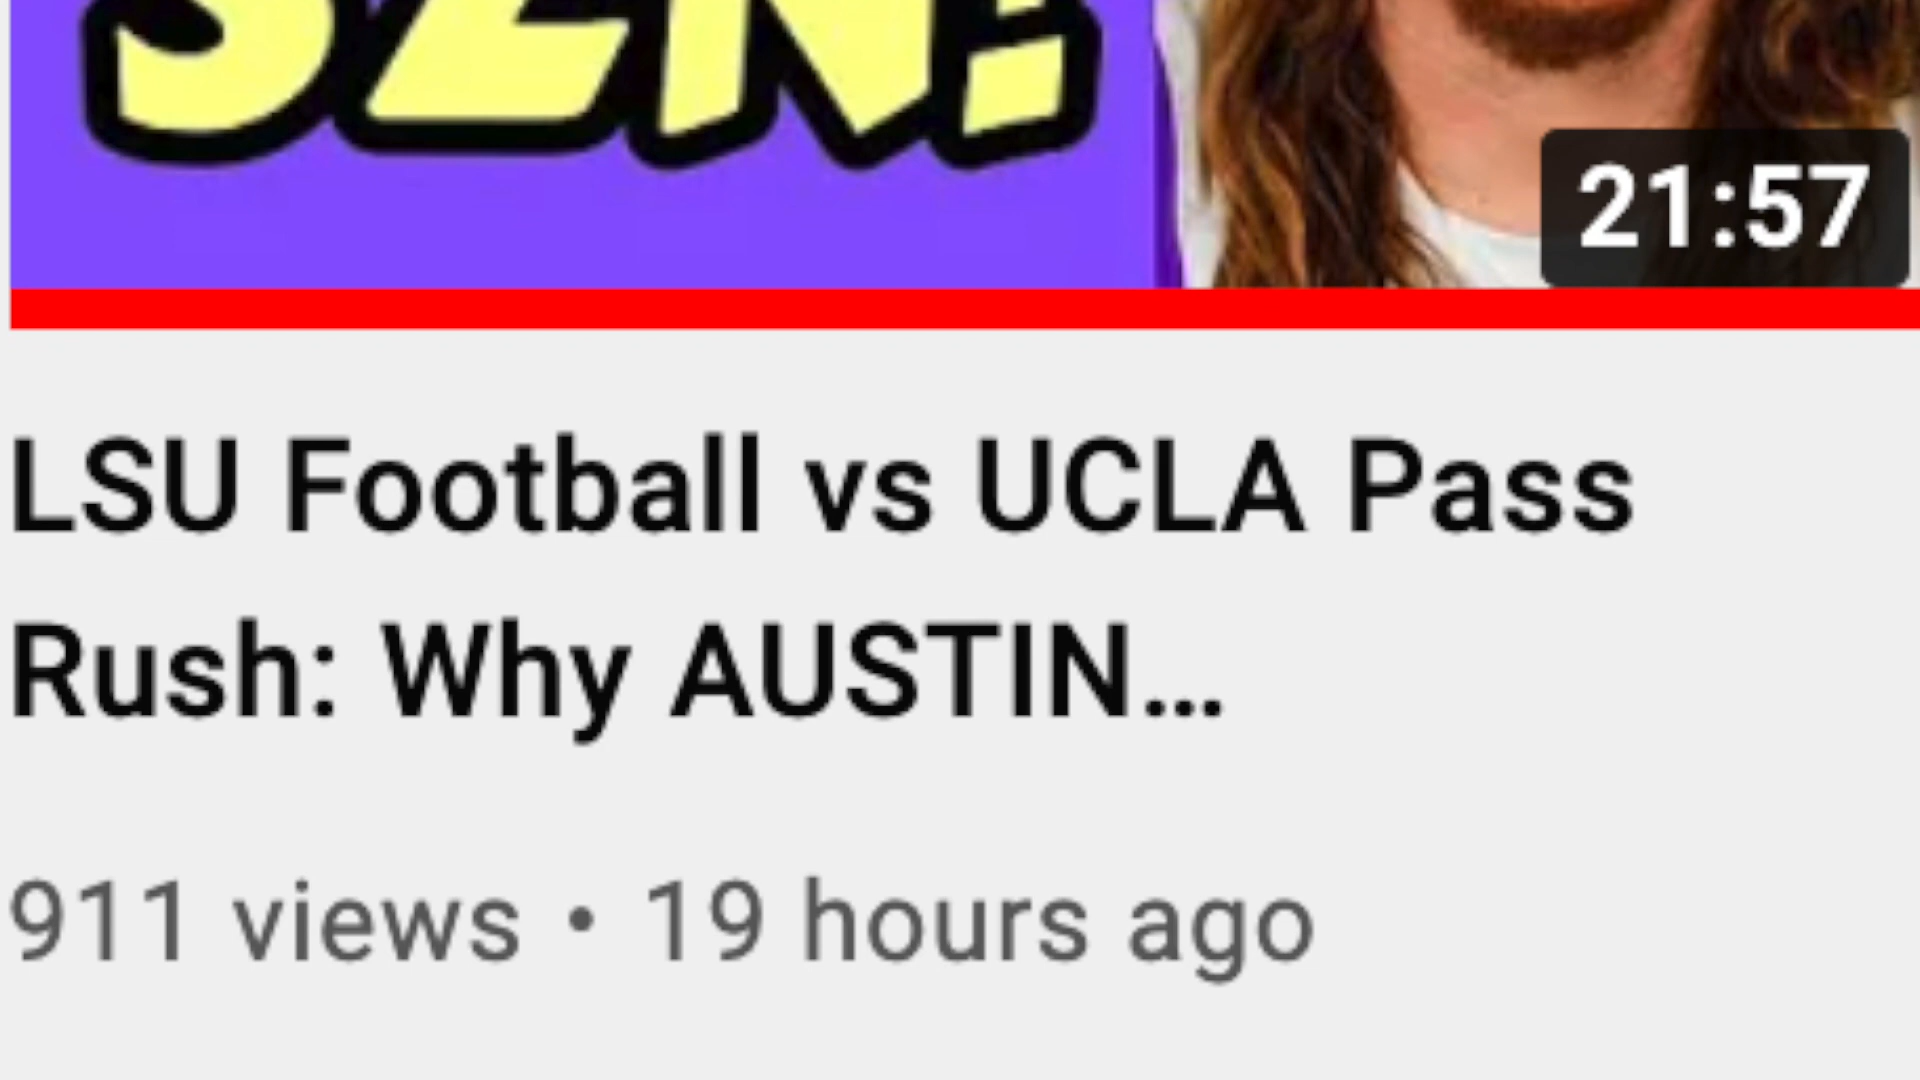 SZN!
21:57
LSU Football vs UCLA Pass
Rush: Why AUSTIN…
911 views • 19 hours ago